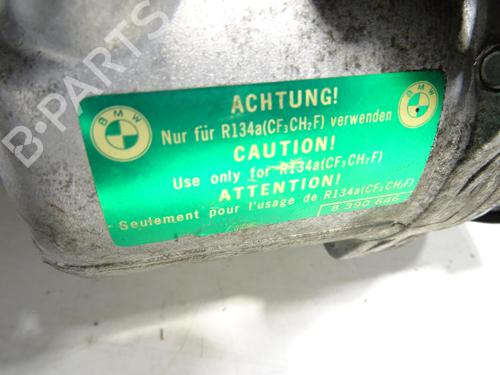 B-PARTS
ACHTUNG!
BMW
BMW
Nur für R134a(CF₃CH₂F) verwenden
CAUTION!
Use only for R134a(CF₃CH₂F)
ATTENTION!
Seulement pour l'usage de R134a(CF₃CH₂F)
8 390 646